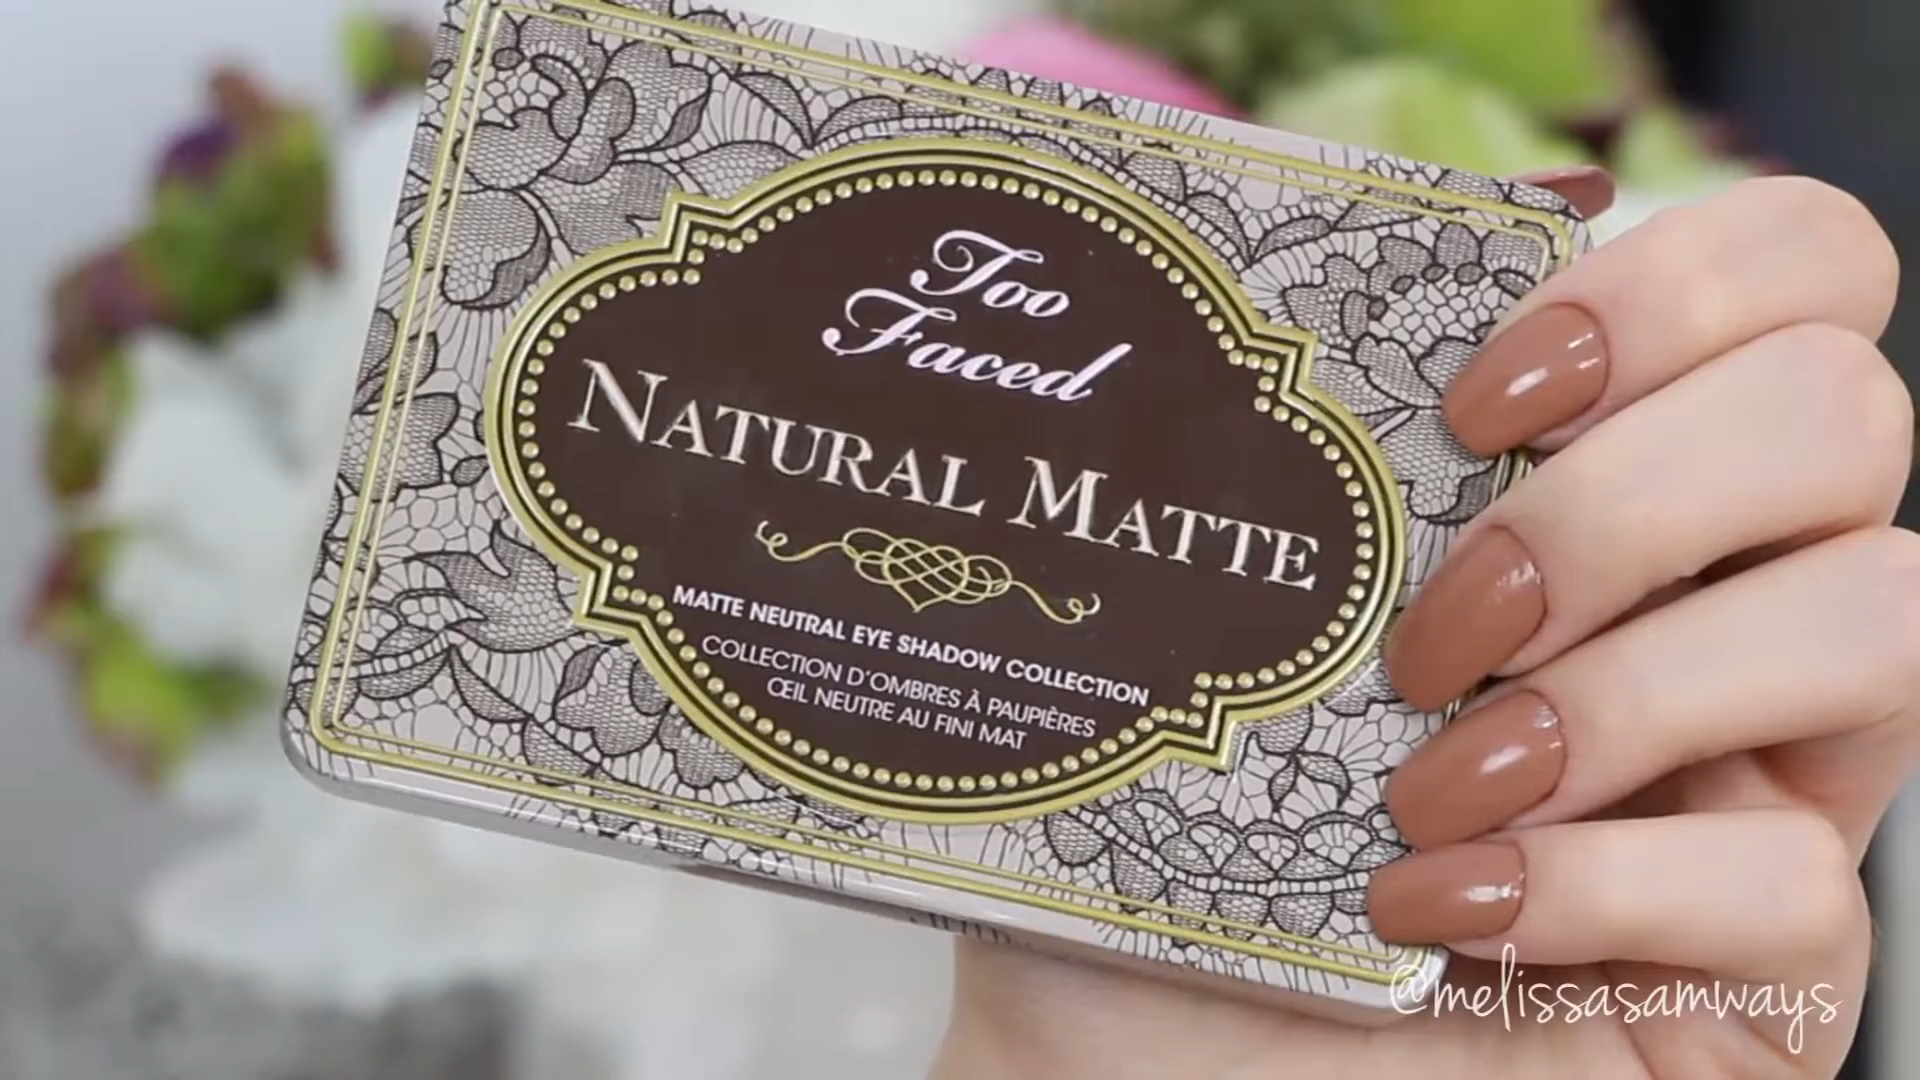 Too
Faced
NATURAL MATTE
MATTE NEUTRAL EYE SHADOW COLLECTION
COLLECTION D'OMBRES À PAUPIÈRES
ŒIL NEUTRE AU FINI MAT
@melissasamways